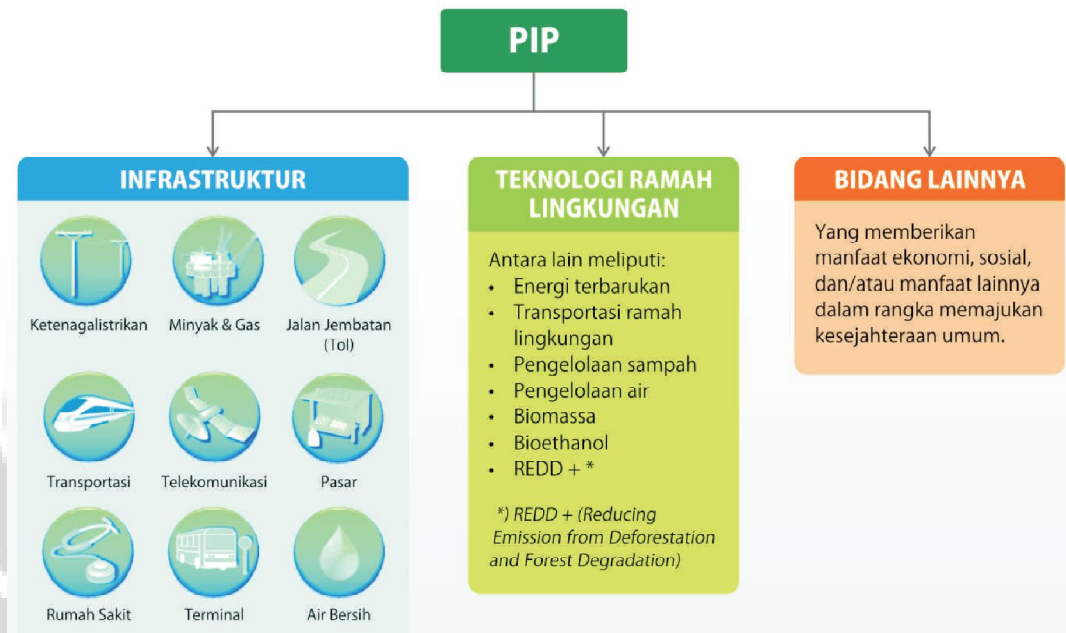 PIP
INFRASTRUKTUR
Ketenagalistrikan
Minyak & Gas
Jalan Jembatan
(Tol)
Transportasi
Telekomunikasi
Pasar
Rumah Sakit
Terminal
Air Bersih
TEKNOLOGI RAMAH
LINGKUNGAN
Antara lain meliputi:
• Energi terbarukan
• Transportasi ramah
lingkungan
• Pengelolaan sampah
• Pengelolaan air
• Biomassa
• Bioethanol
• REDD + *
*) REDD + (Reducing
Emission from Deforestation
and Forest Degradation)
BIDANG LAINNYA
Yang memberikan
manfaat ekonomi, sosial,
dan/atau manfaat lainnya
dalam rangka memajukan
kesejahteraan umum.